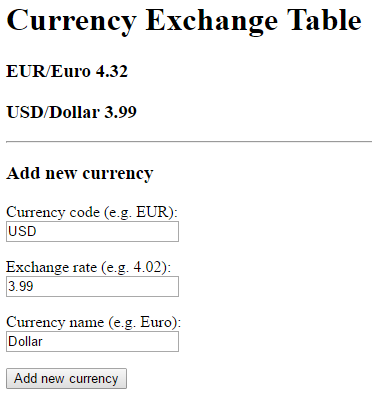 Currency Exchange Table
EUR/Euro 4.32
USD/Dollar 3.99
Add new currency
Currency code (e.g. EUR):
USD
Exchange rate (e.g. 4.02):
3.99
Currency name (e.g. Euro):
Dollar
Add new currency